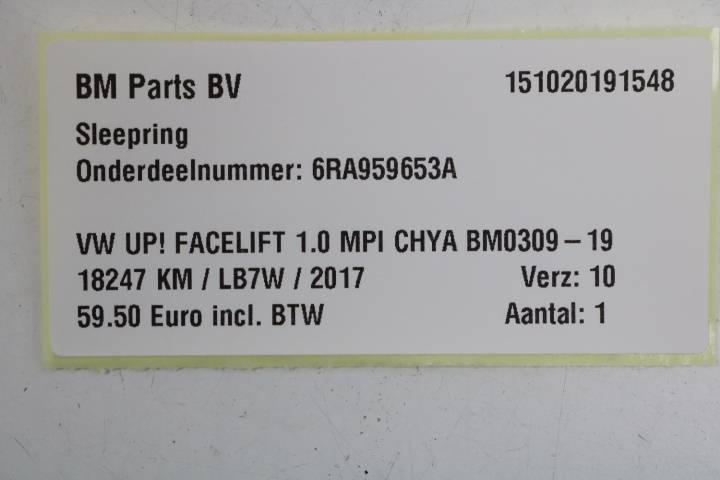 BM Parts BV 151020191548
Sleepring
Onderdeelnummer: 6RA959653A
VW UP! FACELIFT 1.0 MPI CHYA BM0309 – 19
18247 KM / LB7W / 2017 Verz: 10
59.50 Euro incl. BTW Aantal: 1